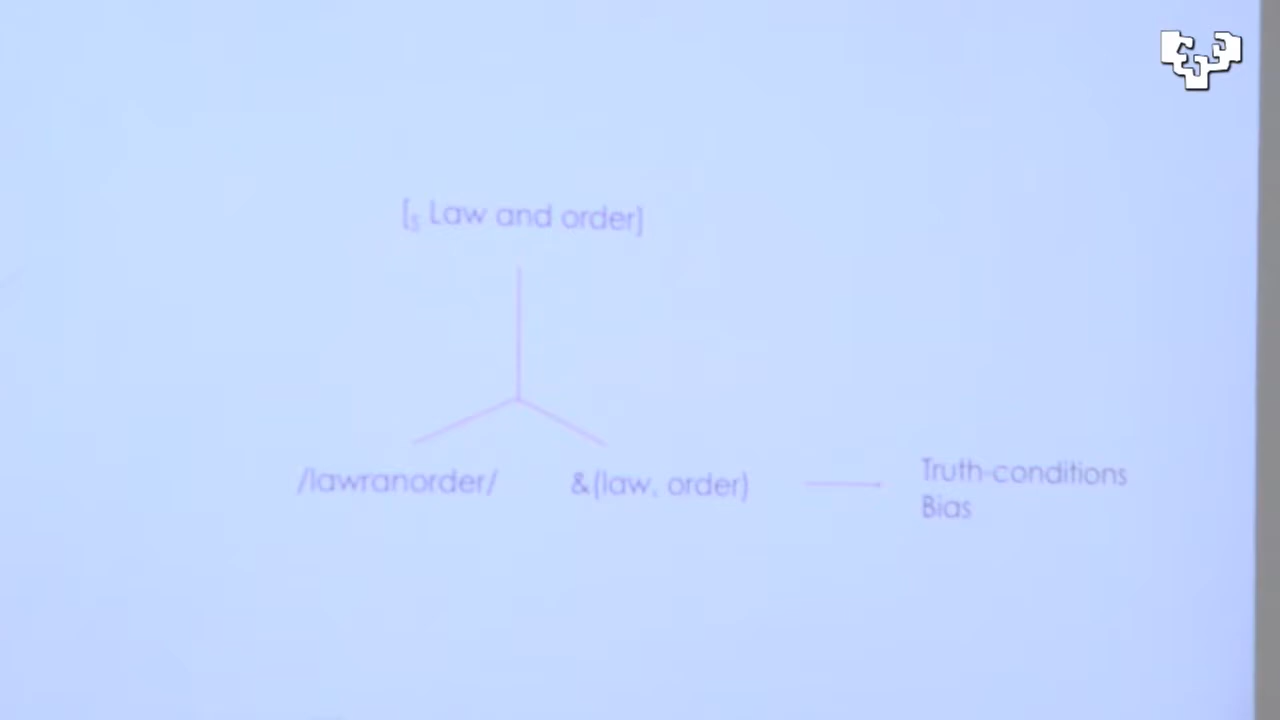 [s Law and order]
/lawranorder/ &(law, order) Truth-conditions
Bias